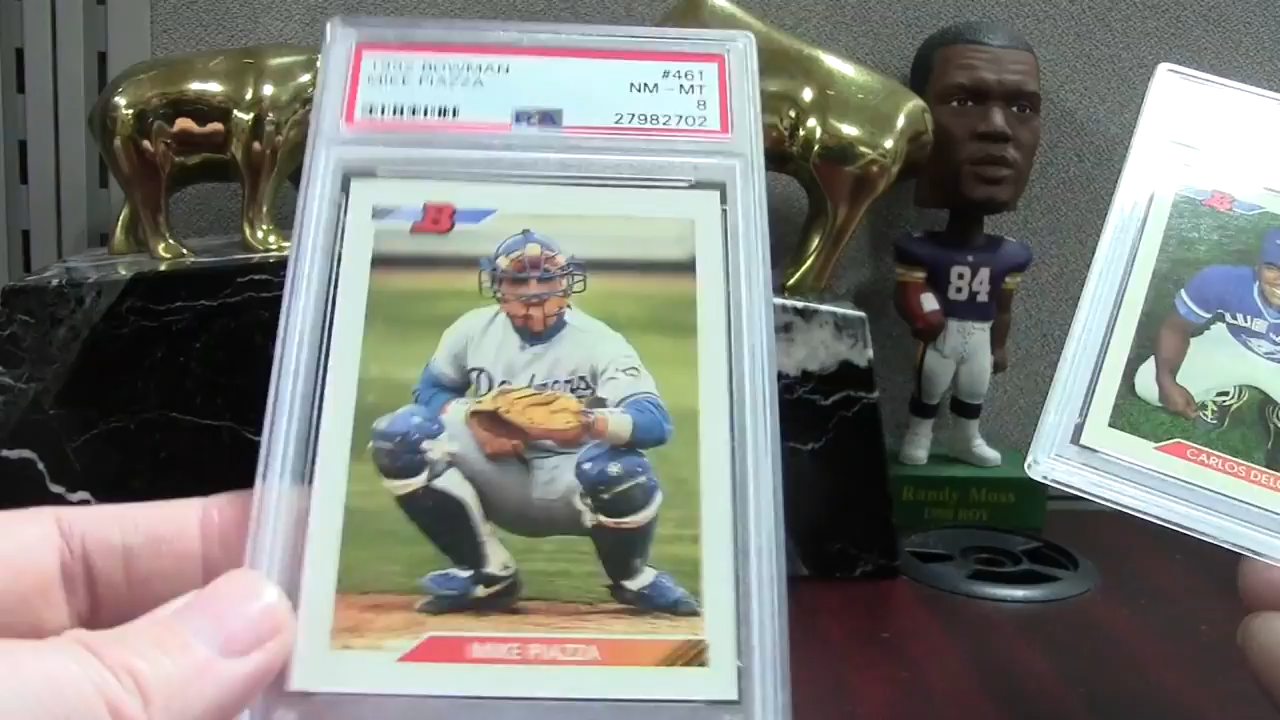 1992 BOWMAN
MIKE PIAZZA
#461
NM - MT
8
27982702
PSA
B
Dodgers
MIKE PIAZZA
84
Randy Moss
1998 ROY
B
CARLOS DELG